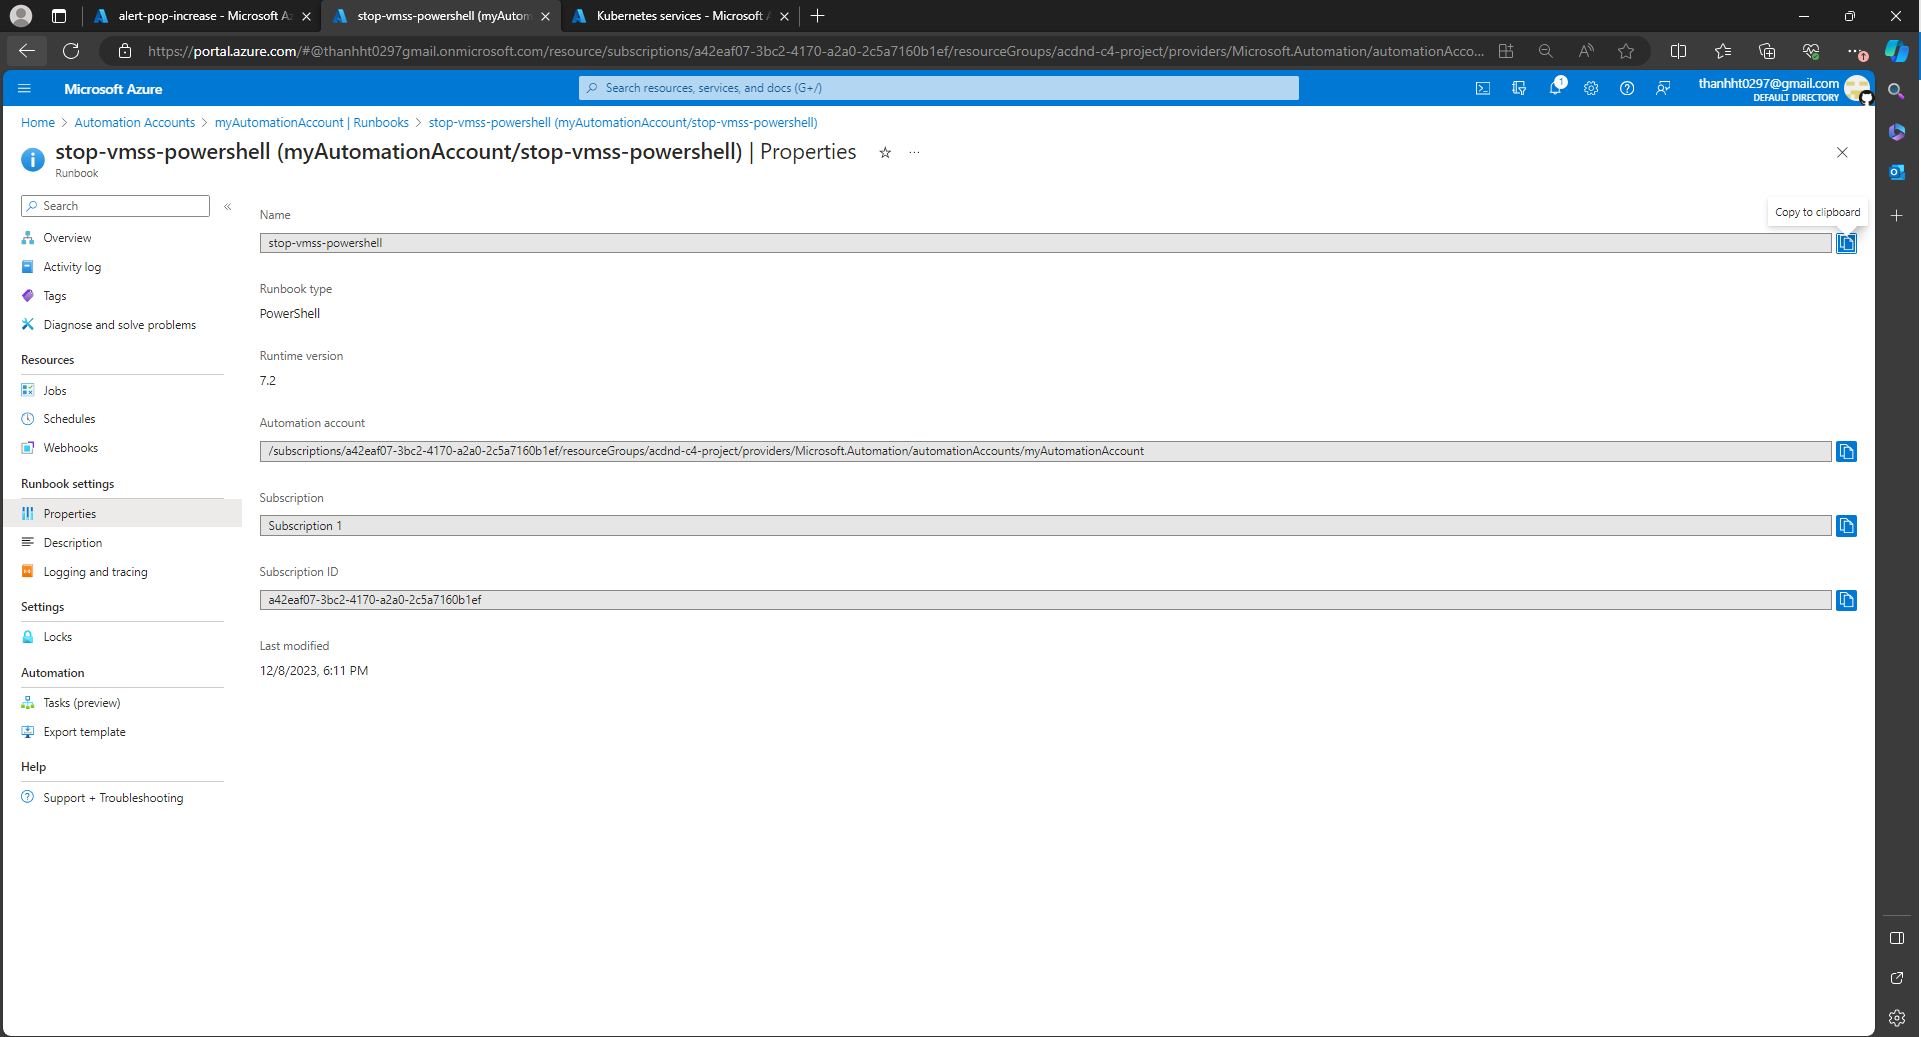 alert-pop-increase - Microsoft Az
stop-vmss-powershell (myAutom
Kubernetes services - Microsoft A
https://portal.azure.com/#@thanhht0297gmail.onmicrosoft.com/resource/subscriptions/a42eaf07-3bc2-4170-a2a0-2c5a7160b1ef/resourceGroups/acdnd-c4-project/providers/Microsoft.Automation/automationAcco...
Microsoft Azure
Search resources, services, and docs (G+/)
1
thanhht0297@gmail.com
DEFAULT DIRECTORY
Home > Automation Accounts > myAutomationAccount | Runbooks > stop-vmss-powershell (myAutomationAccount/stop-vmss-powershell)
stop-vmss-powershell (myAutomationAccount/stop-vmss-powershell) | Properties
Runbook
Search
Overview
Activity log
Tags
Diagnose and solve problems
Resources
Jobs
Schedules
Webhooks
Runbook settings
Properties
Description
Logging and tracing
Settings
Locks
Automation
Tasks (preview)
Export template
Help
Support + Troubleshooting
Copy to clipboard
Name
stop-vmss-powershell
Runbook type
PowerShell
Runtime version
7.2
Automation account
/subscriptions/a42eaf07-3bc2-4170-a2a0-2c5a7160b1ef/resourceGroups/acdnd-c4-project/providers/Microsoft.Automation/automationAccounts/myAutomationAccount
Subscription
Subscription 1
Subscription ID
a42eaf07-3bc2-4170-a2a0-2c5a7160b1ef
Last modified
12/8/2023, 6:11 PM